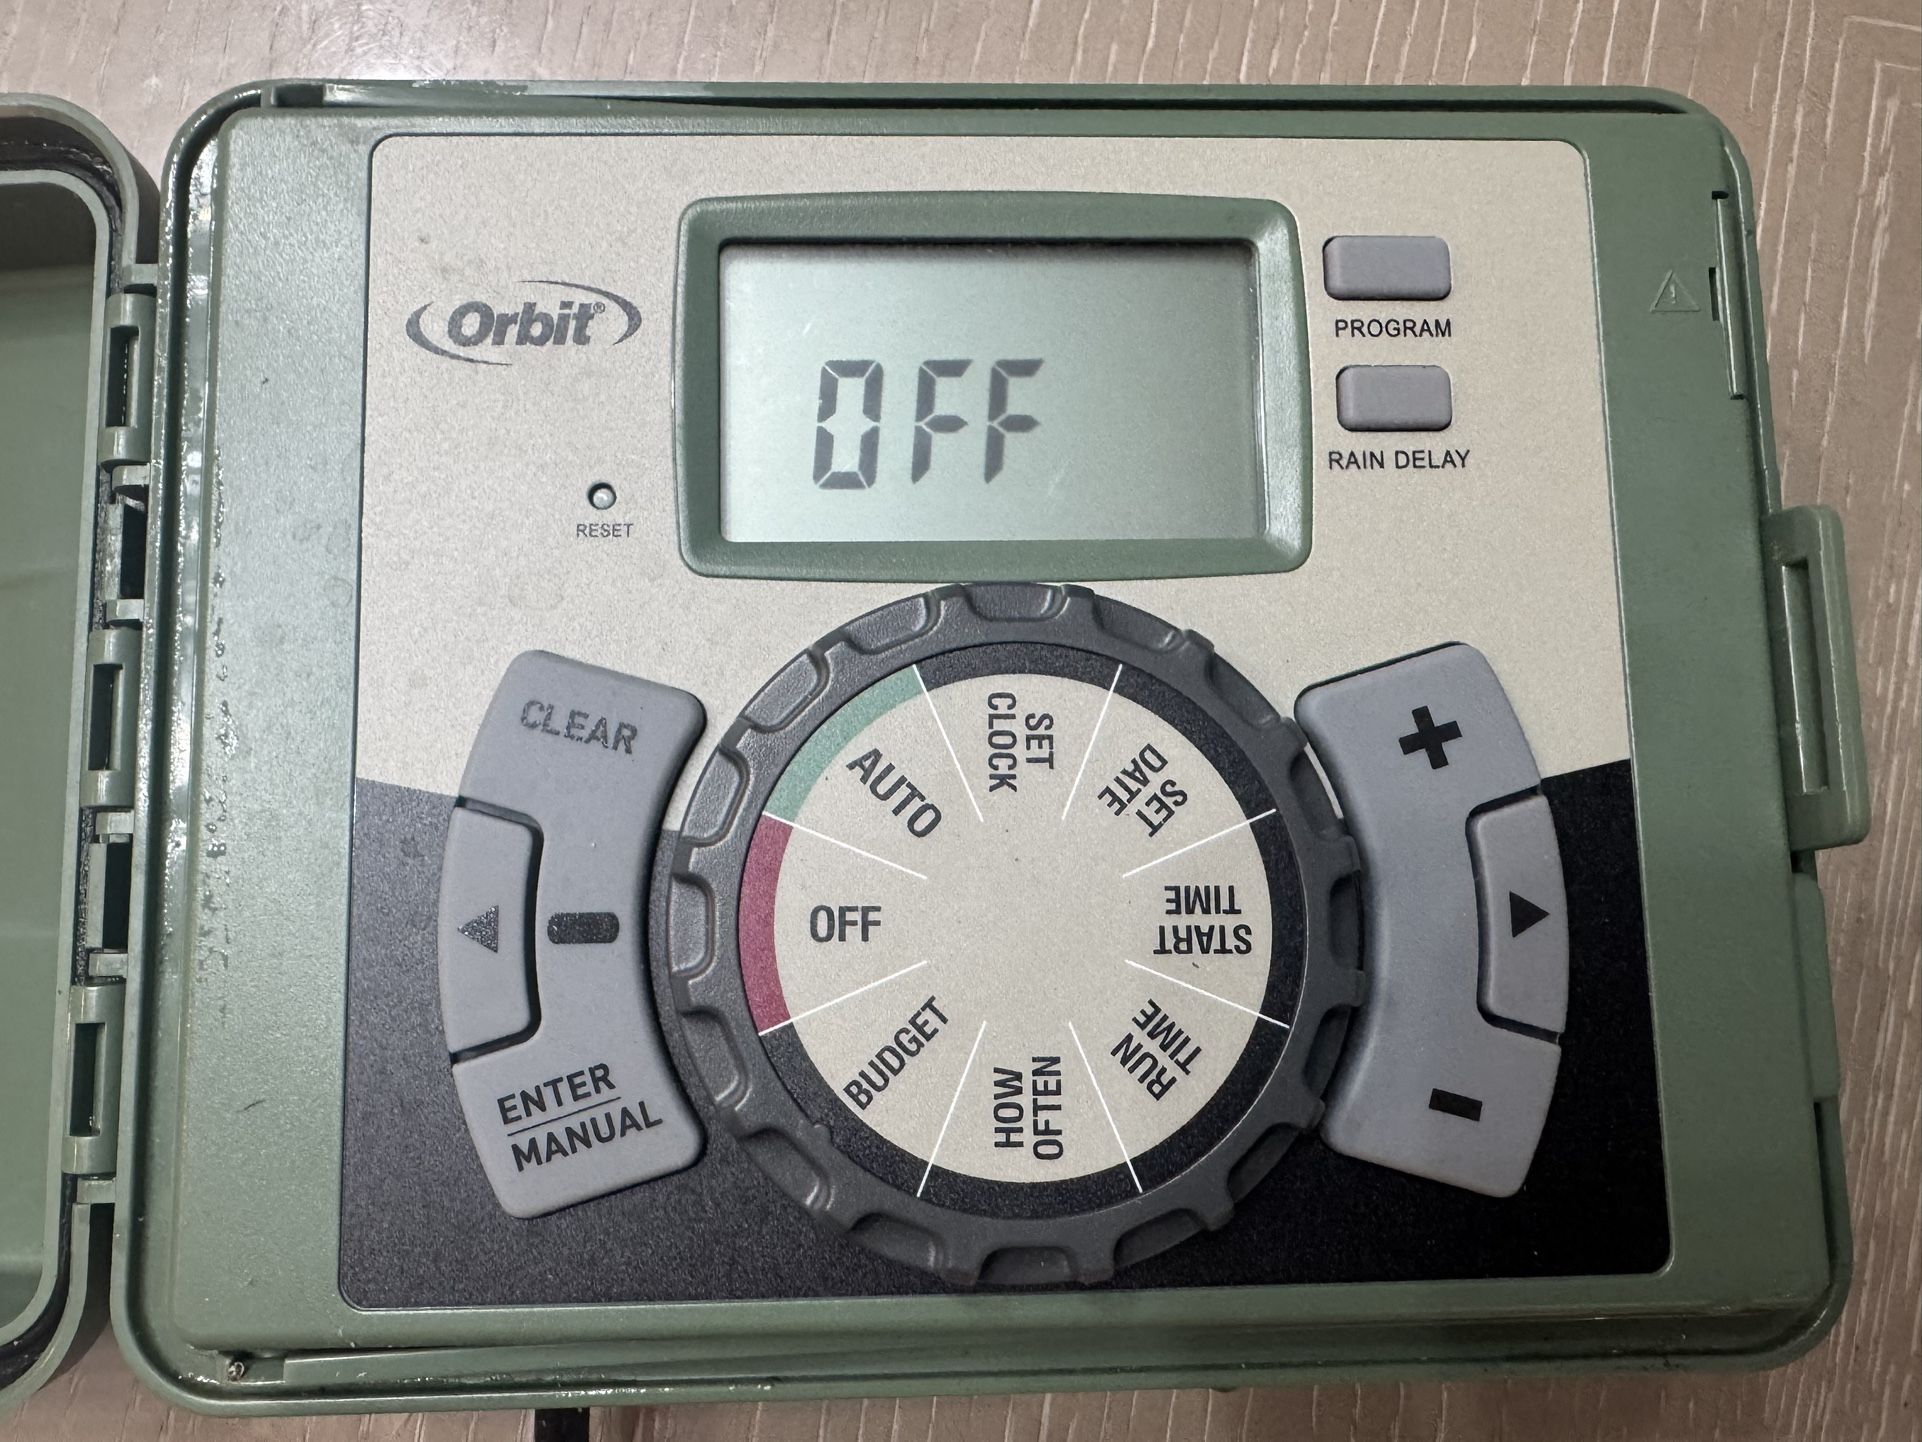 Orbit®
OFF
PROGRAM
RAIN DELAY
RESET
CLEAR
ENTER
MANUAL
AUTO
SET
CLOCK
SET
DATE
START
TIME
RUN
TIME
HOW
OFTEN
BUDGET
OFF
+
-